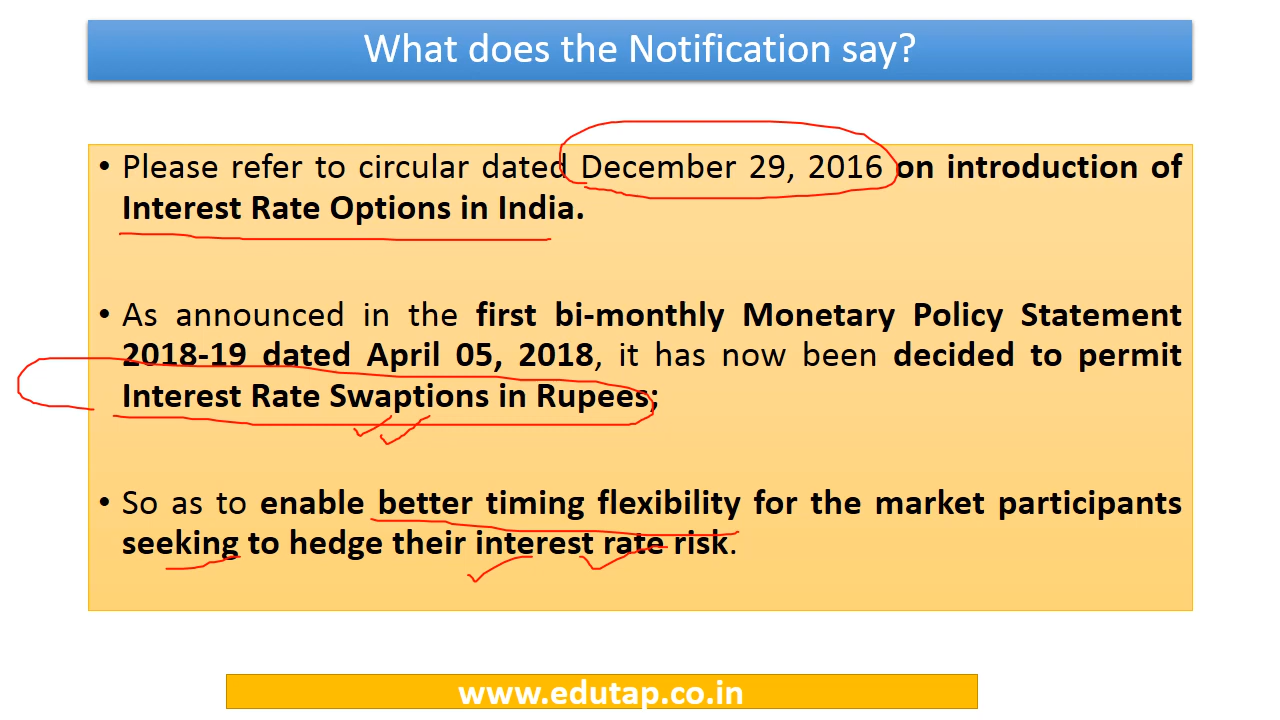 What does the Notification say?
• Please refer to circular dated December 29, 2016 on introduction of
Interest Rate Options in India.
• As announced in the first bi-monthly Monetary Policy Statement
2018-19 dated April 05, 2018, it has now been decided to permit
Interest Rate Swaptions in Rupees;
• So as to enable better timing flexibility for the market participants
seeking to hedge their interest rate risk.
www.edutap.co.in